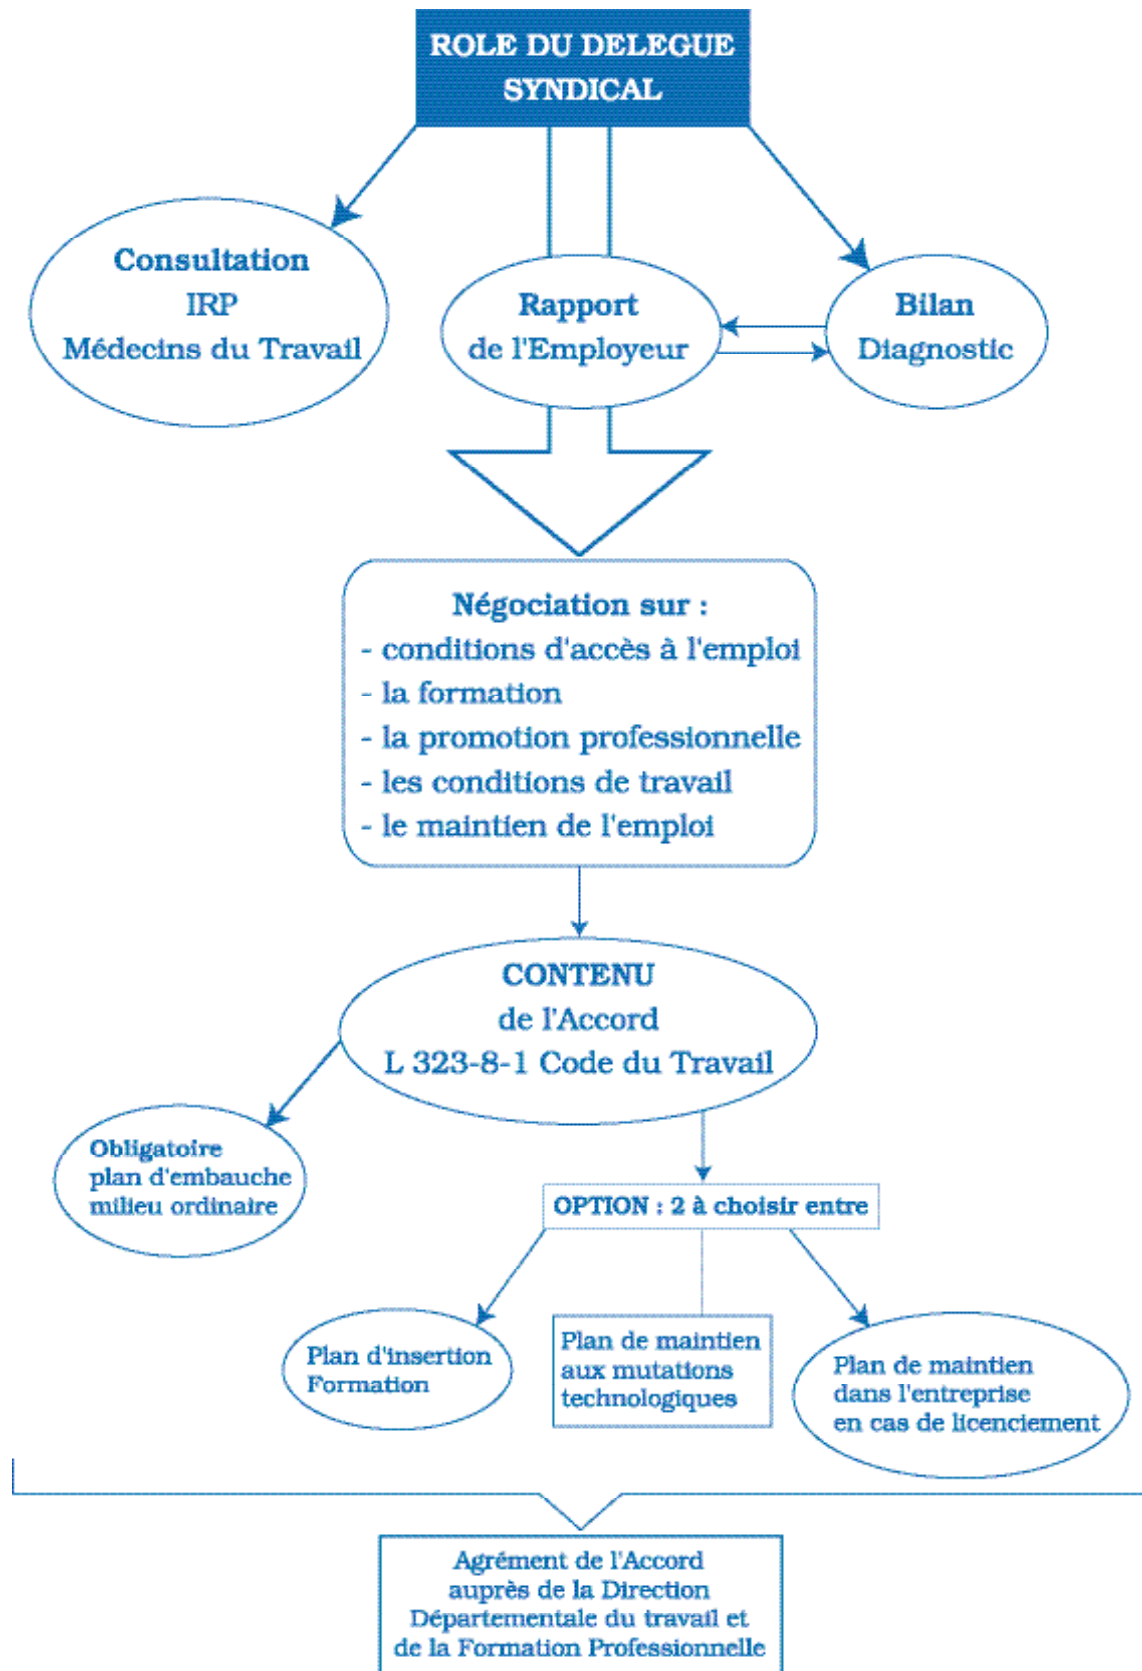 ROLE DU DELEGUE
SYNDICAL
Consultation
IRP
Médecins du Travail
Rapport
de l'Employeur
Bilan
Diagnostic
Négociation sur :
- conditions d'accès à l'emploi
- la formation
- la promotion professionnelle
- les conditions de travail
- le maintien de l'emploi
CONTENU
de l'Accord
L 323-8-1 Code du Travail
Obligatoire
plan d'embauche
milieu ordinaire
OPTION : 2 à choisir entre
Plan d'insertion
Formation
Plan de maintien
aux mutations
technologiques
Plan de maintien
dans l'entreprise
en cas de licenciement
Agrément de l'Accord
auprès de la Direction
Départementale du travail et
de la Formation Professionnelle